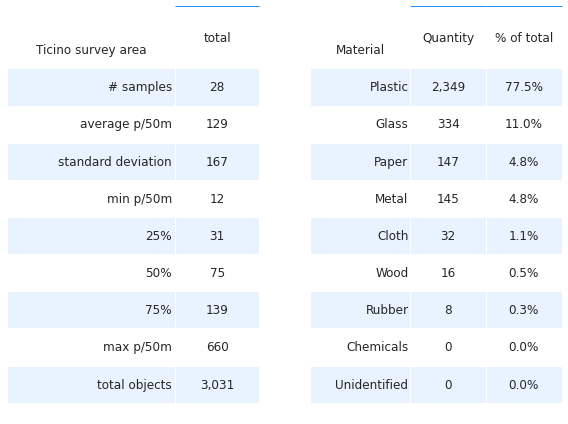 Ticino survey area total
# samples 28
average p/50m 129
standard deviation 167
min p/50m 12
25% 31
50% 75
75% 139
max p/50m 660
total objects 3,031
Material Quantity % of total
Plastic 2,349 77.5%
Glass 334 11.0%
Paper 147 4.8%
Metal 145 4.8%
Cloth 32 1.1%
Wood 16 0.5%
Rubber 8 0.3%
Chemicals 0 0.0%
Unidentified 0 0.0%